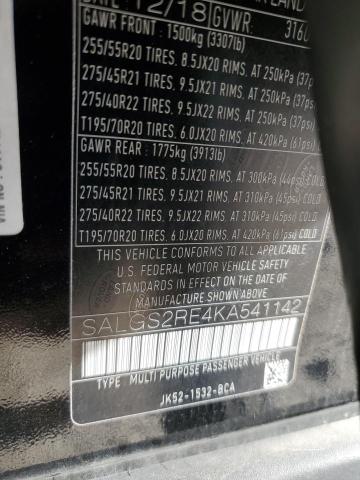 DATE: 12/18 GVWR:
GAWR FRONT : 1500kg (3307lb)
255/55R20 TIRES, 8.5JX20 RIMS, AT 250kPa (37p
275/45R21 TIRES, 9.5JX21 RIMS, AT 250kPa (37ps
275/40R22 TIRES, 9.5JX22 RIMS, AT 250kPa (37psi
T195/70R20 TIRES, 6.0JX20 RIMS, AT 420kPa (61psi)
GAWR REAR : 1775kg (3913lb)
255/55R20 TIRES, 8.5JX20 RIMS, AT 300kPa (44psi) COLD
275/45R21 TIRES, 9.5JX21 RIMS, AT 310kPa (45psi) COLD
275/40R22 TIRES, 9.5JX22 RIMS, AT 310kPa (45psi) COLD
T195/70R20 TIRES, 6.0JX20 RIMS, AT 420kPa (61psi) COLD
THIS VEHICLE CONFORMS TO ALL APPLICABLE
FEDERAL MOTOR VEHICLE SAFETY
STANDARDS IN EFFECT ON THE DATE
OF MANUFACTURE SHOWN ABOVE
SALGS2RE4KA541142
TYPE: MULTI PURPOSE PASSENGER VEHICLE
JK52-1532-BCA